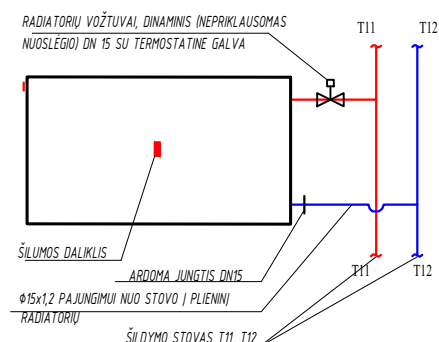 RADIATORIŲ VOŽTUVAI, DINAMINIS (NEPRIKLAUSOMAS
NUOSLĖGIO) DN 15 SU TERMOSTATINE GALVA
T11
T12
ŠILUMOS DALIKLIS
ARDOMA JUNGTIS DN15
T11
T12
Φ15x1,2 PAJUNGIMUI NUO STOVO Į PLIENINĮ
RADIATORIŲ
ŠILDYMO STOVAS T11 T12